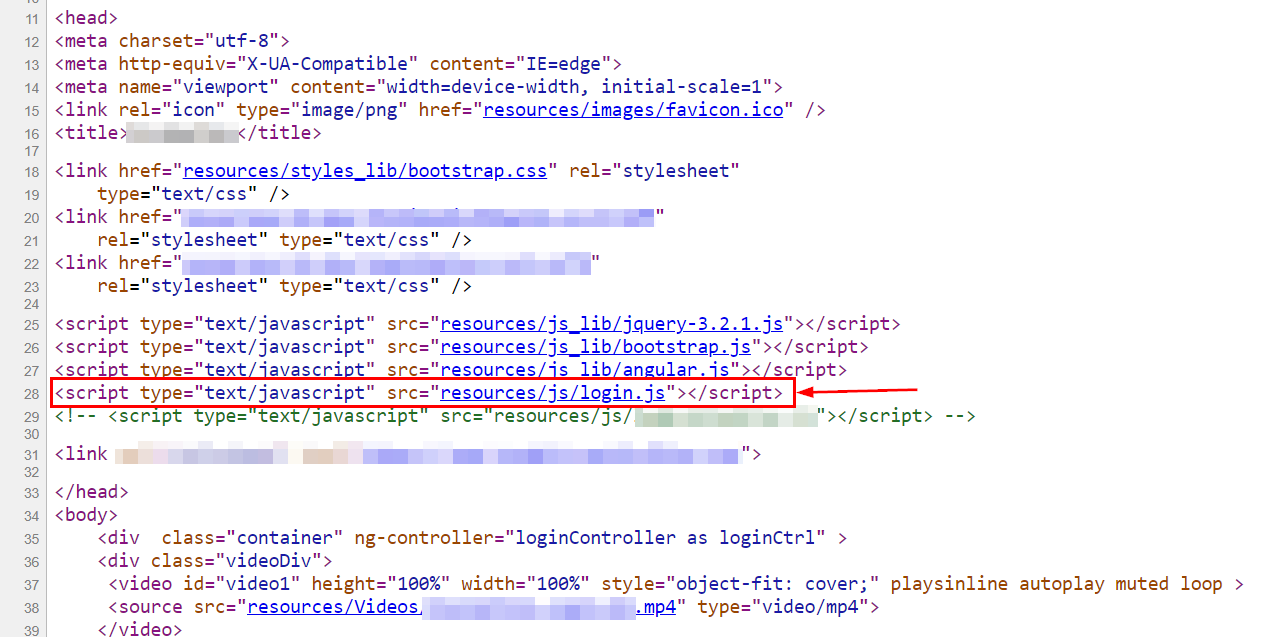 11 <head>
12 <meta charset="utf-8">
13 <meta http-equiv="X-UA-Compatible" content="IE=edge">
14 <meta name="viewport" content="width=device-width, initial-scale=1">
15 <link rel="icon" type="image/png" href="resources/images/favicon.ico" />
16 <title></title>
17
18 <link href="resources/styles_lib/bootstrap.css" rel="stylesheet"
19 type="text/css" />
20 <link href=""
21 rel="stylesheet" type="text/css" />
22 <link href=""
23 rel="stylesheet" type="text/css" />
24
25 <script type="text/javascript" src="resources/js_lib/jquery-3.2.1.js"></script>
26 <script type="text/javascript" src="resources/js_lib/bootstrap.js"></script>
27 <script type="text/javascript" src="resources/js_lib/angular.js"></script>
28 <script type="text/javascript" src="resources/js/login.js"></script>
29 <!-- <script type="text/javascript" src="resources/js/"></script> -->
30
31 <link ">
32
33 </head>
34 <body>
35 <div  class="container" ng-controller="loginController as loginCtrl" >
36 <div class="videoDiv">
37 <video id="video1" height="100%" width="100%" style="object-fit: cover;" playsinline autoplay muted loop >
38 <source src="resources/Videos/.mp4" type="video/mp4">
39 </video>